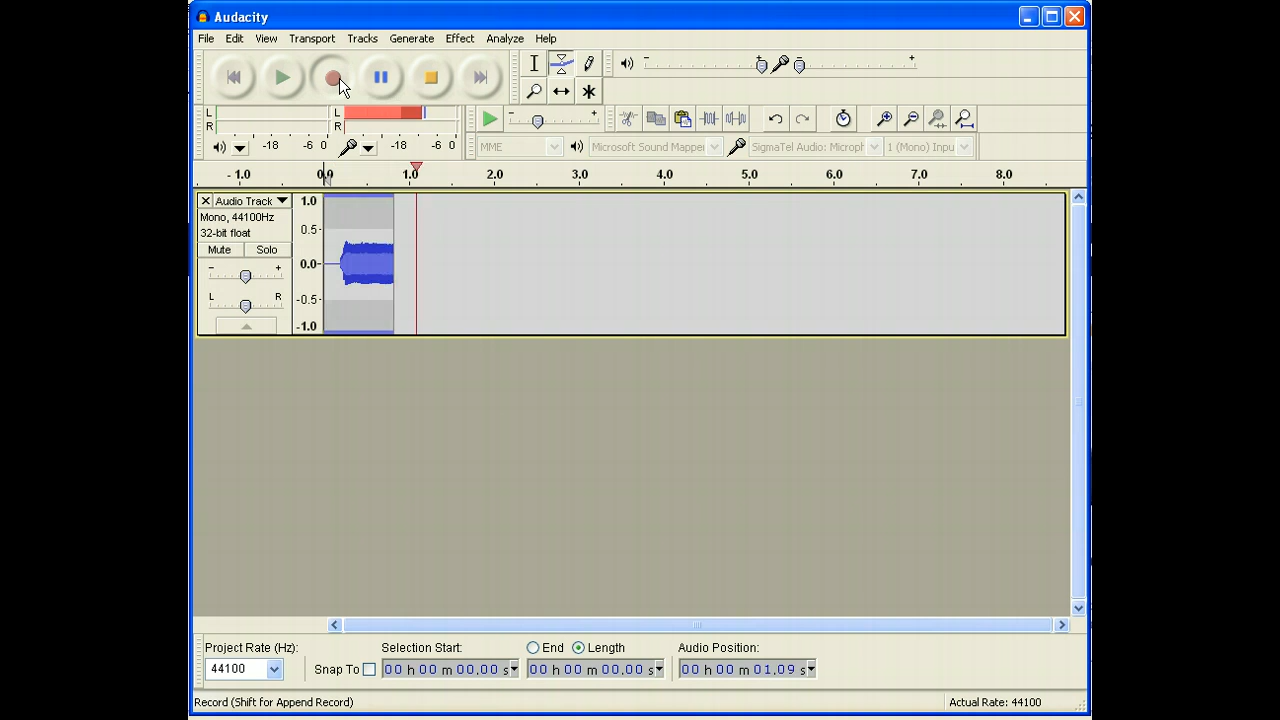 Audacity
File Edit View Transport Tracks Generate Effect Analyze Help
- + - +
L L
R R
- +
-18 -6 0 -18 -6 0
MME Microsoft Sound Mapper SigmaTel Audio: Microph 1 (Mono) Inpu
- 1.0 0.0 1.0 2.0 3.0 4.0 5.0 6.0 7.0 8.0
Audio Track 1.0
Mono, 44100Hz
32-bit float 0.5-
Mute Solo
- + 0.0-
L R -0.5-
-1.0
Project Rate (Hz): Selection Start: End Length Audio Position:
44100 Snap To 00 h 00 m 00.00 s 00 h 00 m 00.00 s 00 h 00 m 01.09 s
Record (Shift for Append Record) Actual Rate: 44100